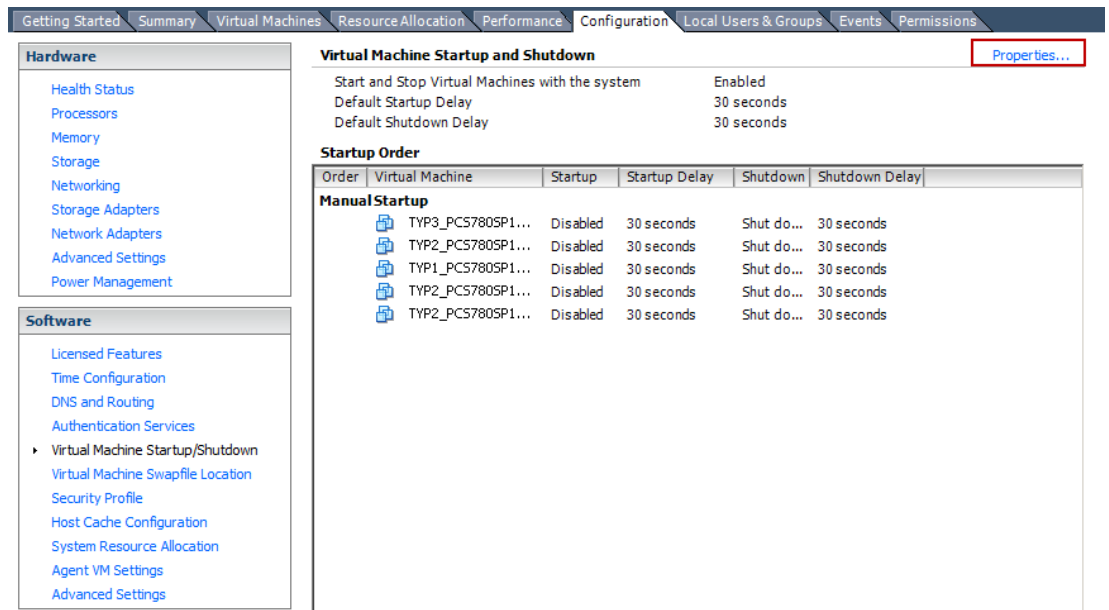 Getting Started Summary Virtual Machines Resource Allocation Performance Configuration Local Users & Groups Events Permissions
Hardware
Health Status
Processors
Memory
Storage
Networking
Storage Adapters
Network Adapters
Advanced Settings
Power Management
Software
Licensed Features
Time Configuration
DNS and Routing
Authentication Services
Virtual Machine Startup/Shutdown
Virtual Machine Swapfile Location
Security Profile
Host Cache Configuration
System Resource Allocation
Agent VM Settings
Advanced Settings
Virtual Machine Startup and Shutdown Properties...
Start and Stop Virtual Machines with the system Enabled
Default Startup Delay 30 seconds
Default Shutdown Delay 30 seconds
Startup Order
Order Virtual Machine Startup Startup Delay Shutdown Shutdown Delay
Manual Startup
TYP3_PCS780SP1... Disabled 30 seconds Shut do... 30 seconds
TYP2_PCS780SP1... Disabled 30 seconds Shut do... 30 seconds
TYP1_PCS780SP1... Disabled 30 seconds Shut do... 30 seconds
TYP2_PCS780SP1... Disabled 30 seconds Shut do... 30 seconds
TYP2_PCS780SP1... Disabled 30 seconds Shut do... 30 seconds